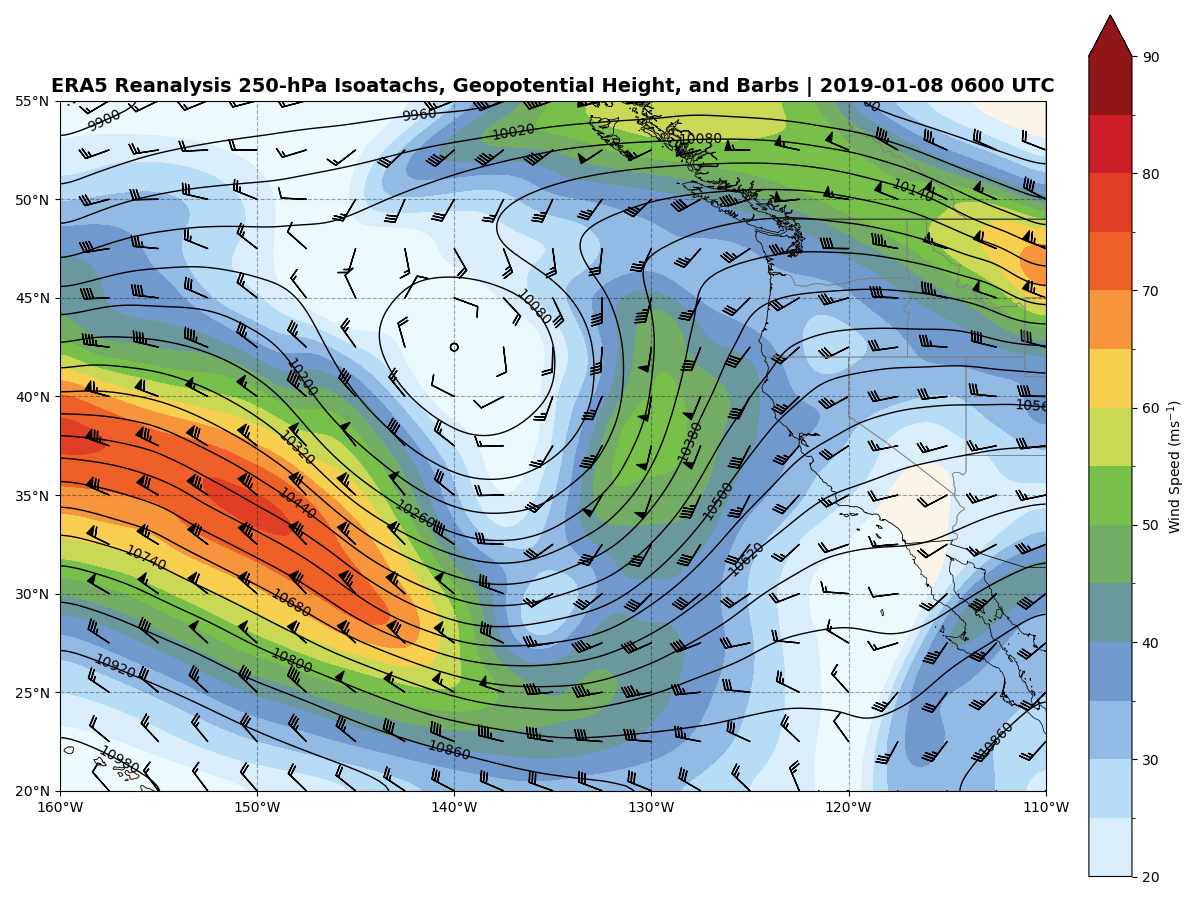 ERA5 Reanalysis 250-hPa Isoatachs, Geopotential Height, and Barbs | 2019-01-08 0600 UTC
55°N
50°N
45°N
40°N
35°N
30°N
25°N
20°N
160°W
150°W
140°W
130°W
120°W
110°W
9900
9960
10020
10080
10140
10080
10200
10320
10440
10260
10380
10500
10560
10620
10740
10680
10800
10920
10860
10980
10860
90
80
70
60
50
40
30
20
Wind Speed (ms⁻¹)